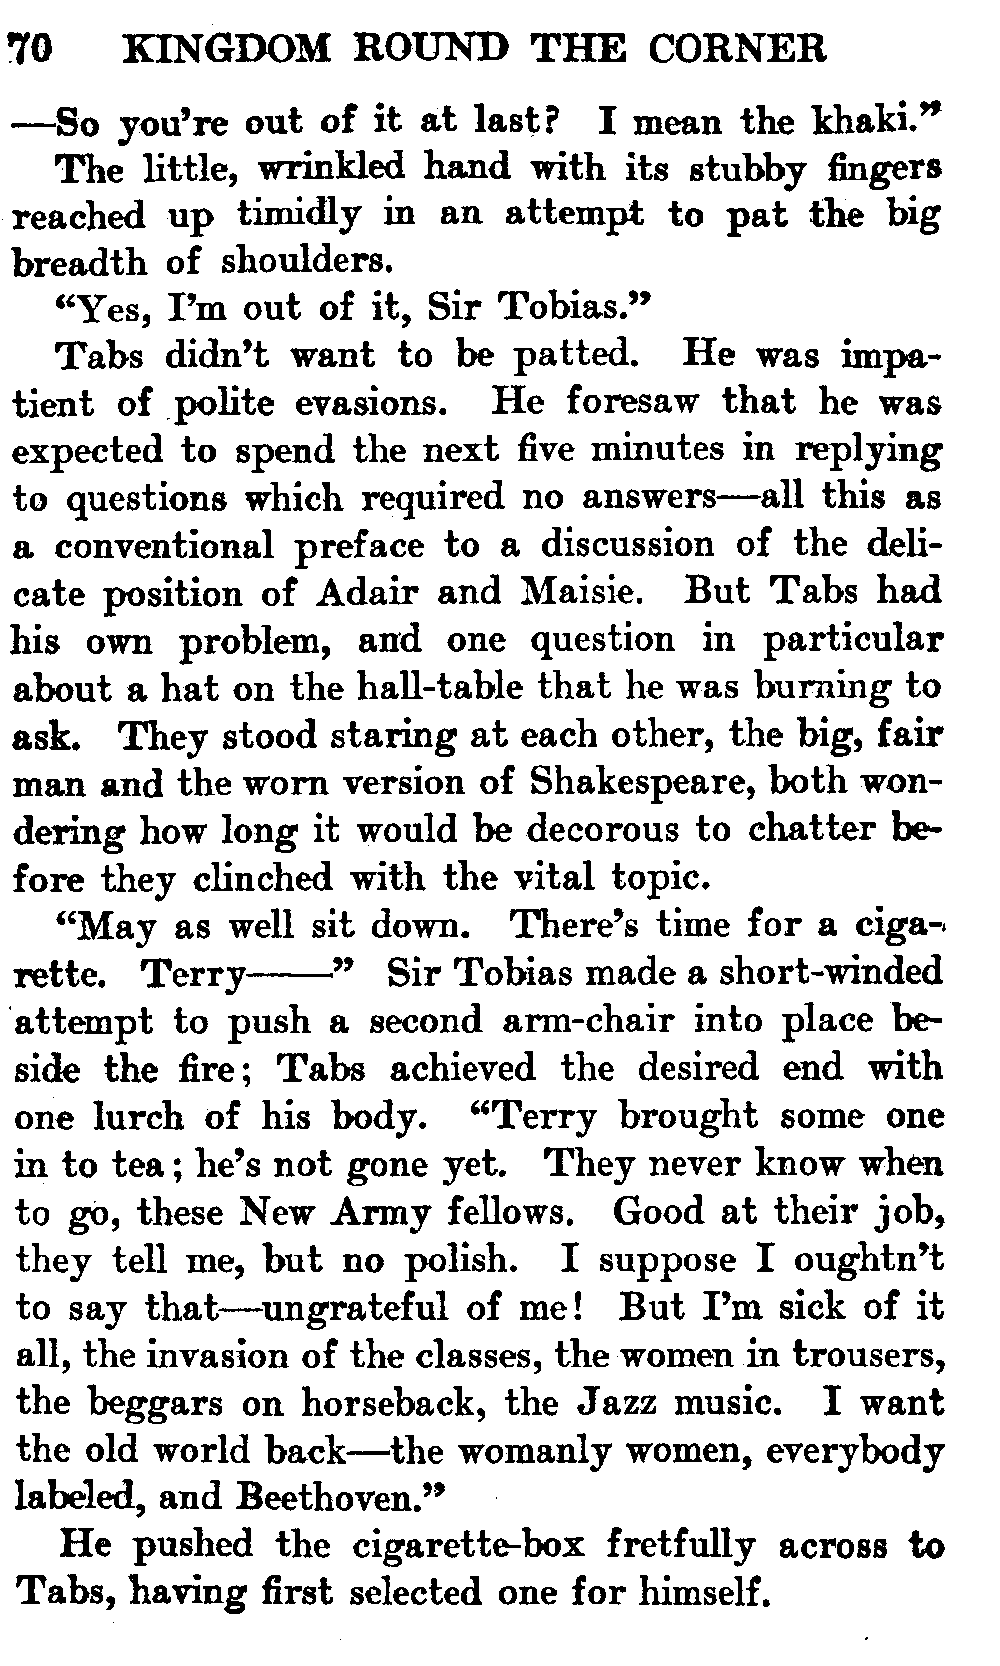 70 KINGDOM ROUND THE CORNER
—So you're out of it at last? I mean the khaki."
The little, wrinkled hand with its stubby fingers
reached up timidly in an attempt to pat the big
breadth of shoulders.
"Yes, I'm out of it, Sir Tobias."
Tabs didn't want to be patted. He was impa-
tient of polite evasions. He foresaw that he was
expected to spend the next five minutes in replying
to questions which required no answers—all this as
a conventional preface to a discussion of the deli-
cate position of Adair and Maisie. But Tabs had
his own problem, and one question in particular
about a hat on the hall-table that he was burning to
ask. They stood staring at each other, the big, fair
man and the worn version of Shakespeare, both won-
dering how long it would be decorous to chatter be-
fore they clinched with the vital topic.
"May as well sit down. There's time for a ciga-
rette. Terry——" Sir Tobias made a short-winded
attempt to push a second arm-chair into place be-
side the fire; Tabs achieved the desired end with
one lurch of his body. "Terry brought some one
in to tea; he's not gone yet. They never know when
to go, these New Army fellows. Good at their job,
they tell me, but no polish. I suppose I oughtn't
to say that—ungrateful of me! But I'm sick of it
all, the invasion of the classes, the women in trousers,
the beggars on horseback, the Jazz music. I want
the old world back—the womanly women, everybody
labeled, and Beethoven."
He pushed the cigarette-box fretfully across to
Tabs, having first selected one for himself.